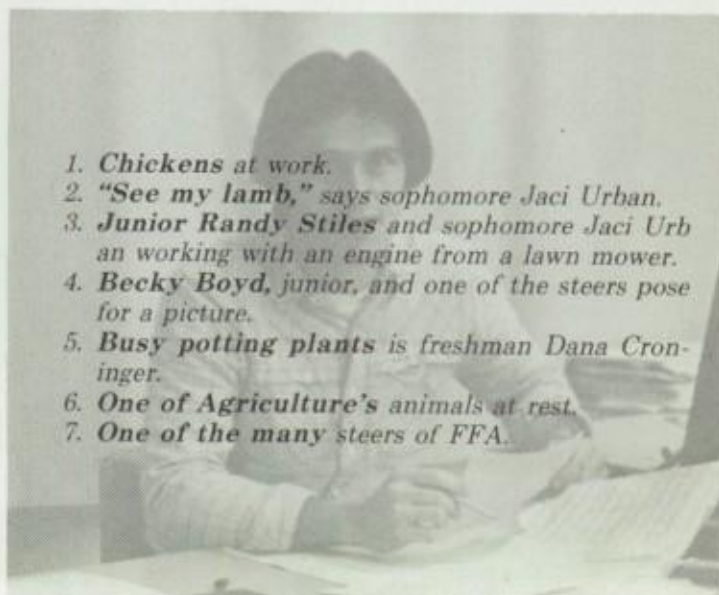 1. Chickens at work.
2. "See my lamb," says sophomore Jaci Urban.
3. Junior Randy Stiles and sophomore Jaci Urb
an working with an engine from a lawn mower.
4. Becky Boyd, junior, and one of the steers pose
for a picture.
5. Busy potting plants is freshman Dana Cron-
inger.
6. One of Agriculture's animals at rest.
7. One of the many steers of FFA.